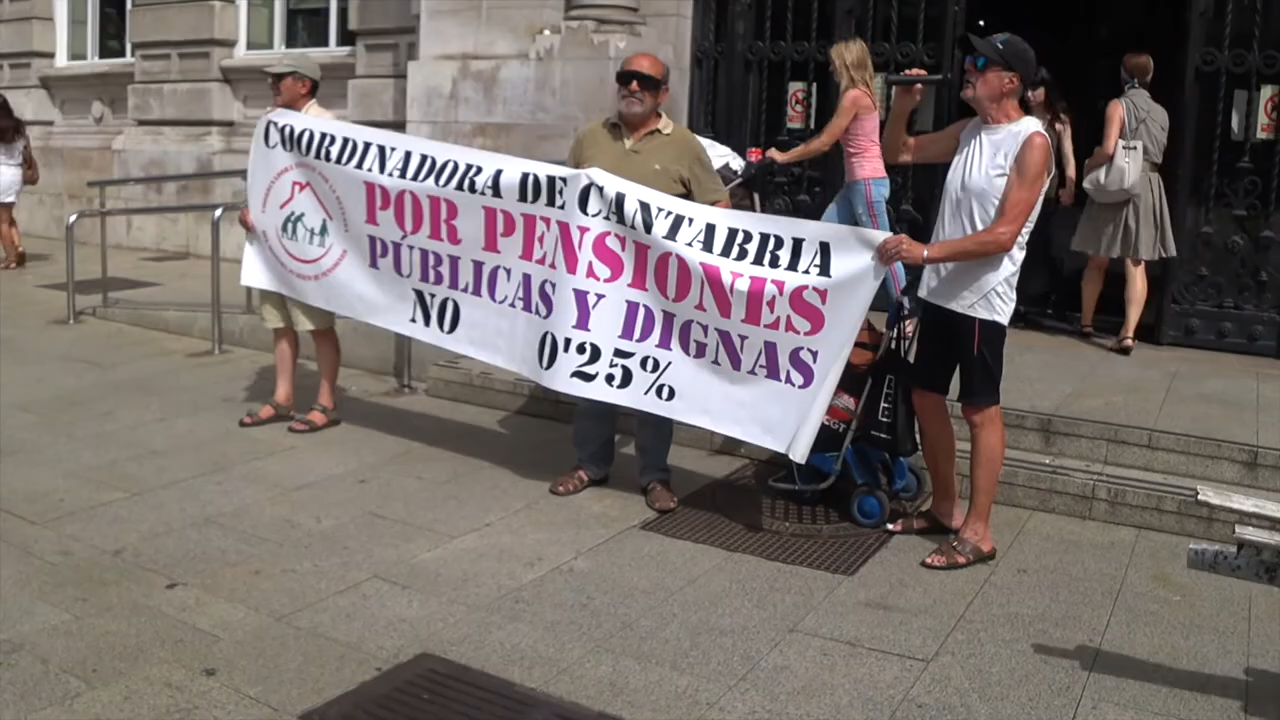 COORDINADORA DE CANTABRIA
POR PENSIONES
PÚBLICAS Y DIGNAS
NO 0'25%
CGT